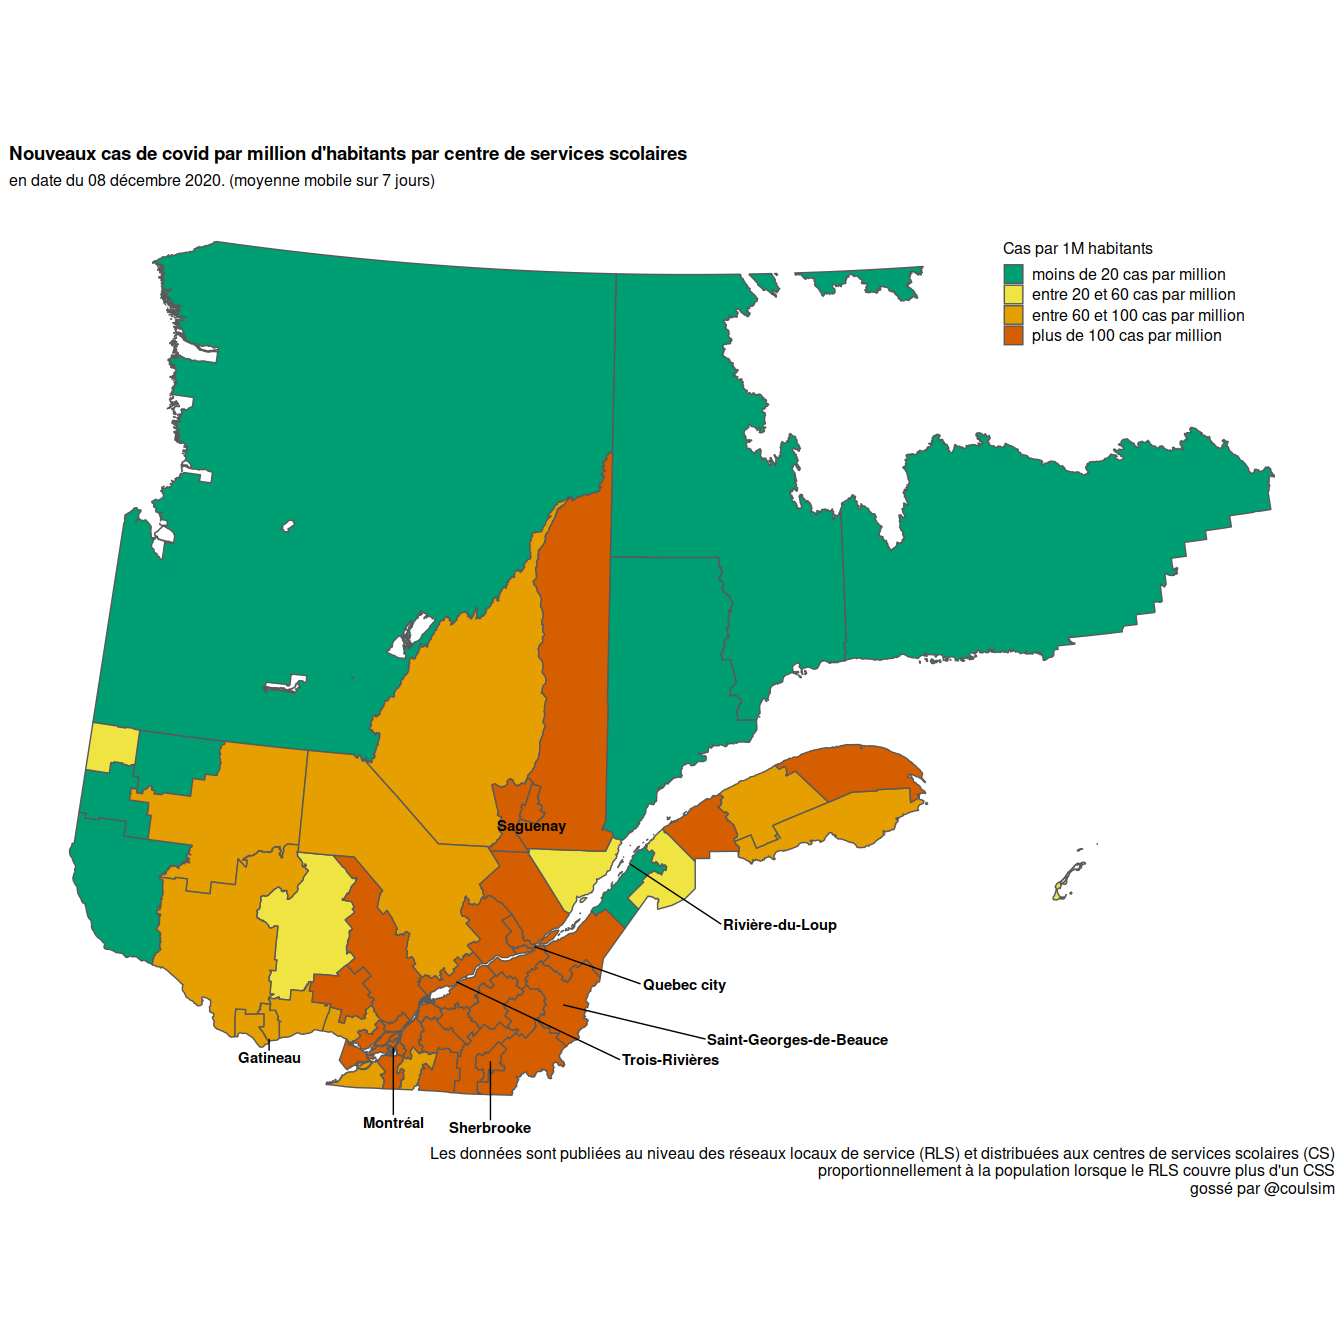 Nouveaux cas de covid par million d'habitants par centre de services scolaires
en date du 08 décembre 2020. (moyenne mobile sur 7 jours)
Cas par 1M habitants
moins de 20 cas par million
entre 20 et 60 cas par million
entre 60 et 100 cas par million
plus de 100 cas par million
Saguenay
Rivière-du-Loup
Quebec city
Saint-Georges-de-Beauce
Trois-Rivières
Gatineau
Montréal
Sherbrooke
Les données sont publiées au niveau des réseaux locaux de service (RLS) et distribuées aux centres de services scolaires (CS)
proportionnellement à la population lorsque le RLS couvre plus d'un CSS
gossé par @coulsim